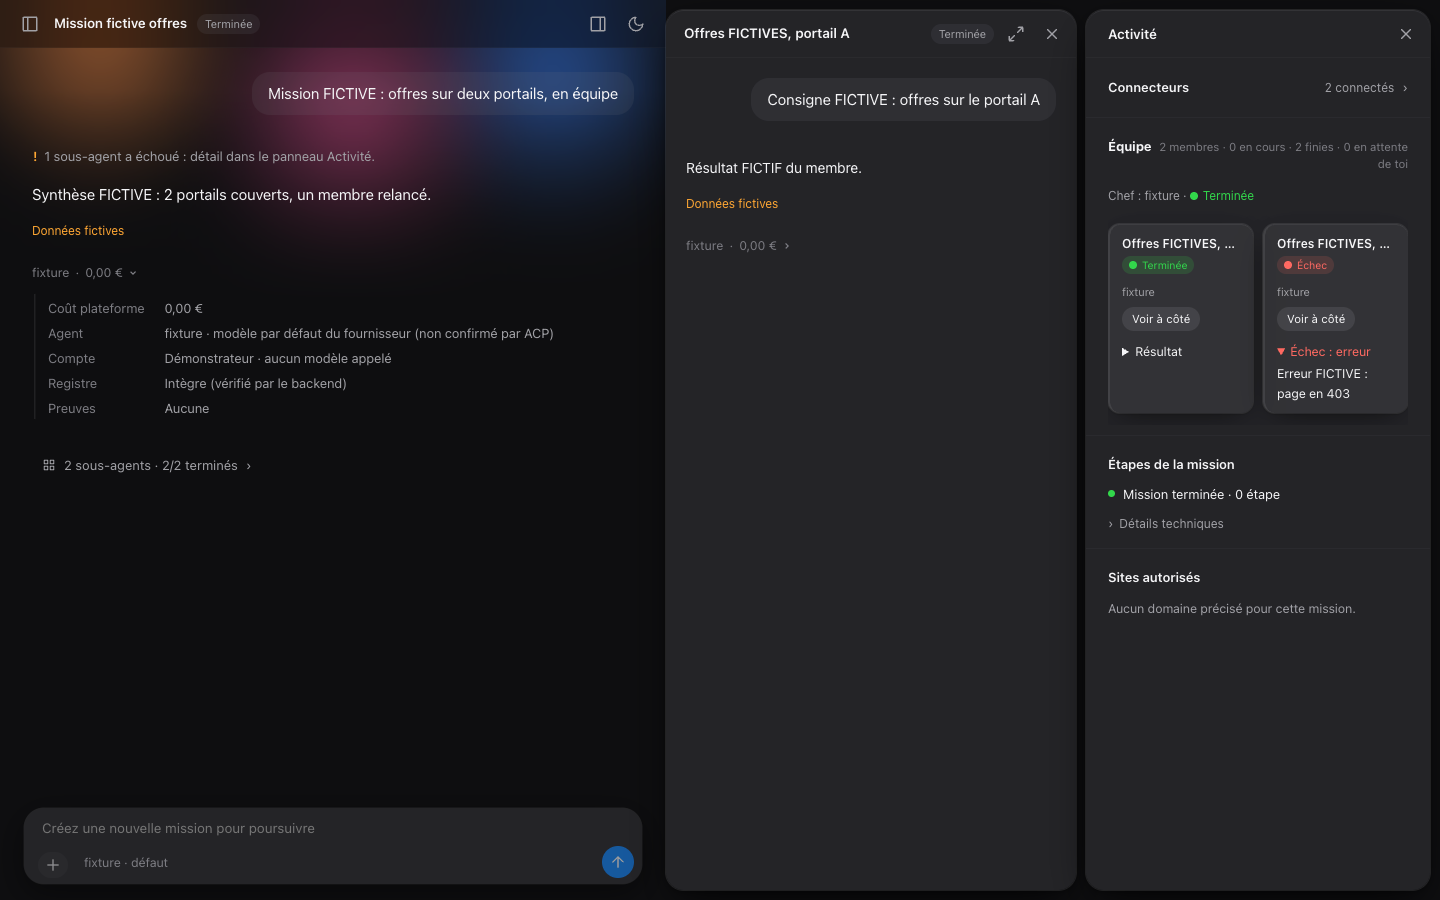 Mission fictive offres
Terminée
Mission FICTIVE : offres sur deux portails, en équipe
! 1 sous-agent a échoué : détail dans le panneau Activité.
Synthèse FICTIVE : 2 portails couverts, un membre relancé.
Données fictives
fixture · 0,00 €
Coût plateforme 0,00 €
Agent fixture · modèle par défaut du fournisseur (non confirmé par ACP)
Compte Démonstrateur · aucun modèle appelé
Registre Intègre (vérifié par le backend)
Preuves Aucune
2 sous-agents · 2/2 terminés ›
Créez une nouvelle mission pour poursuivre
fixture · défaut
Offres FICTIVES, portail A
Terminée
Consigne FICTIVE : offres sur le portail A
Résultat FICTIF du membre.
Données fictives
fixture · 0,00 € ›
Activité
Connecteurs 2 connectés ›
Équipe 2 membres · 0 en cours · 2 finies · 0 en attente
de toi
Chef : fixture · Terminée
Offres FICTIVES, ...
Terminée
fixture
Voir à côté
Résultat
Offres FICTIVES, ...
Échec
fixture
Voir à côté
Échec : erreur
Erreur FICTIVE :
page en 403
Étapes de la mission
Mission terminée · 0 étape
› Détails techniques
Sites autorisés
Aucun domaine précisé pour cette mission.